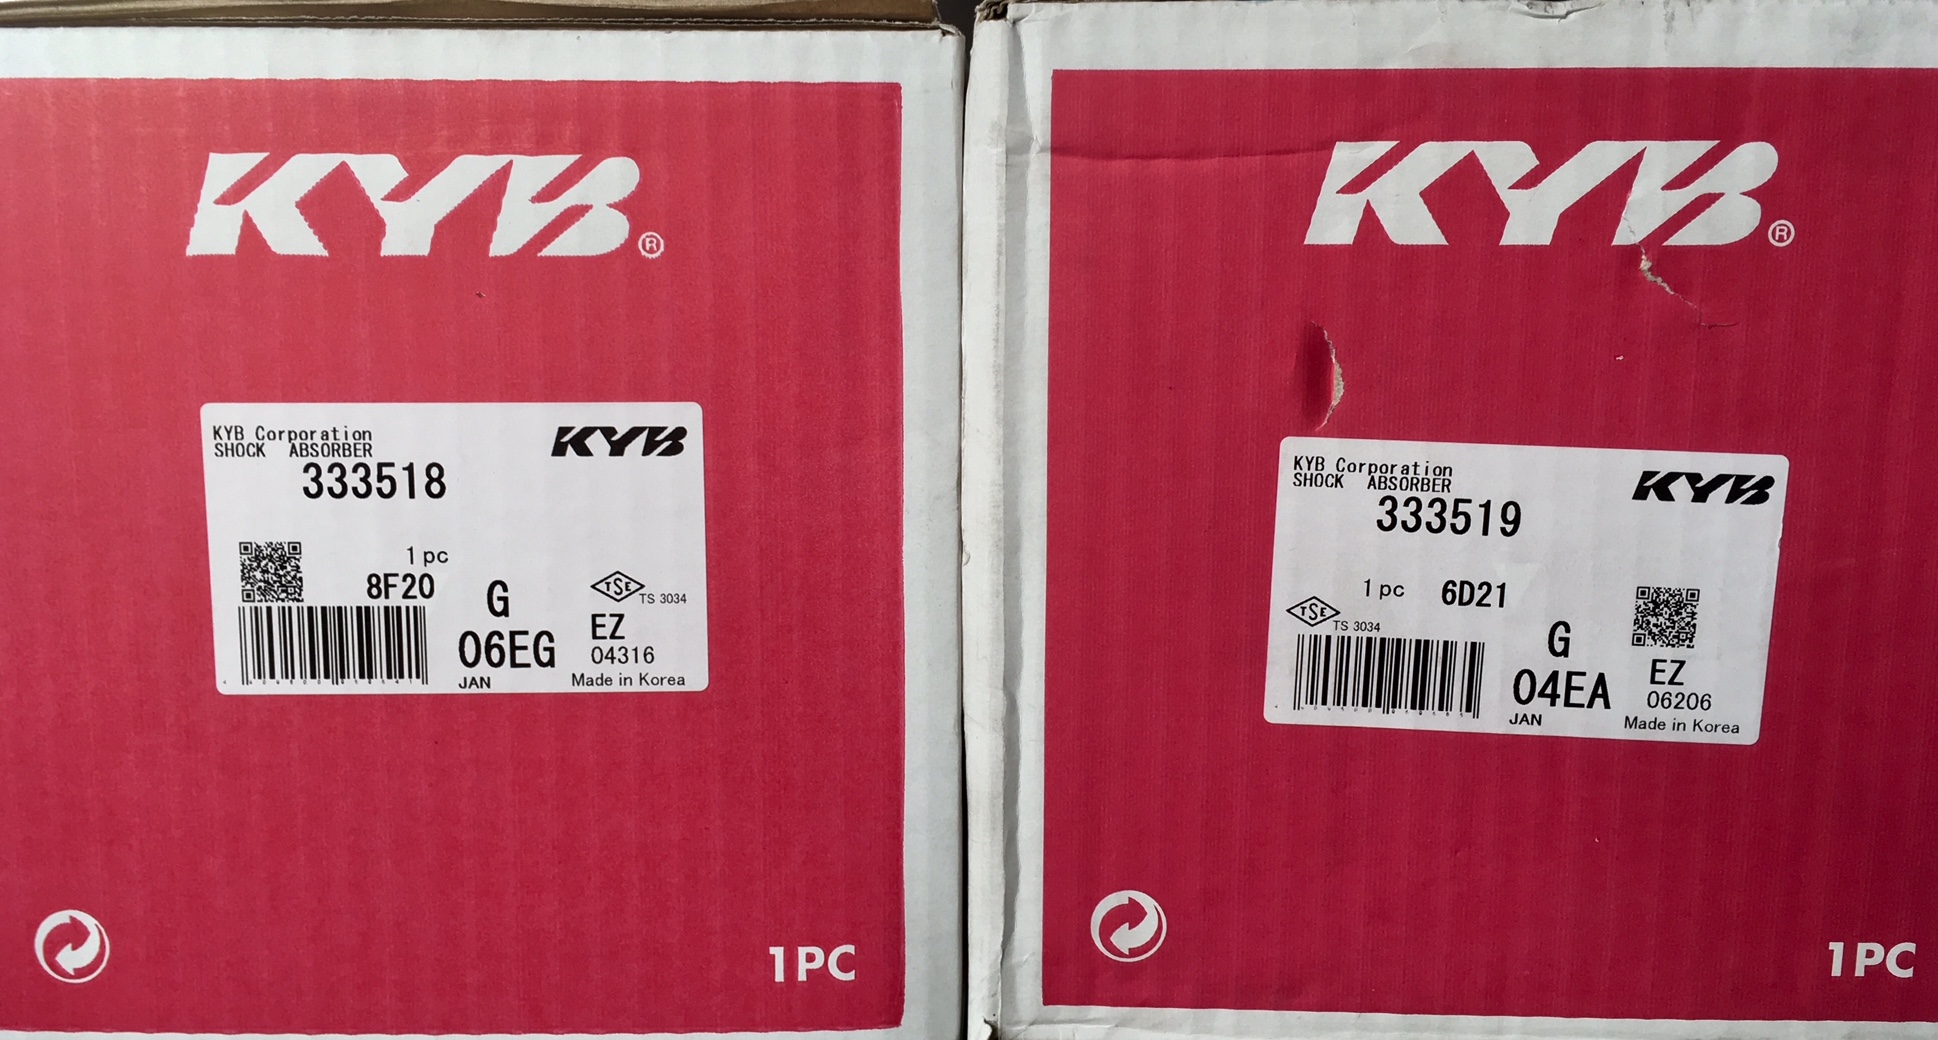 KYB®
KYB Corporation
KYB
SHOCK ABSORBER
333518
1 pc
8F20
G
TSE
TS 3034
06EG
EZ
04316
JAN
Made in Korea
1PC
KYB®
KYB Corporation
KYB
SHOCK ABSORBER
333519
1 pc 6D21
TSE
TS 3034
G
04EA
EZ
06206
JAN
Made in Korea
1PC